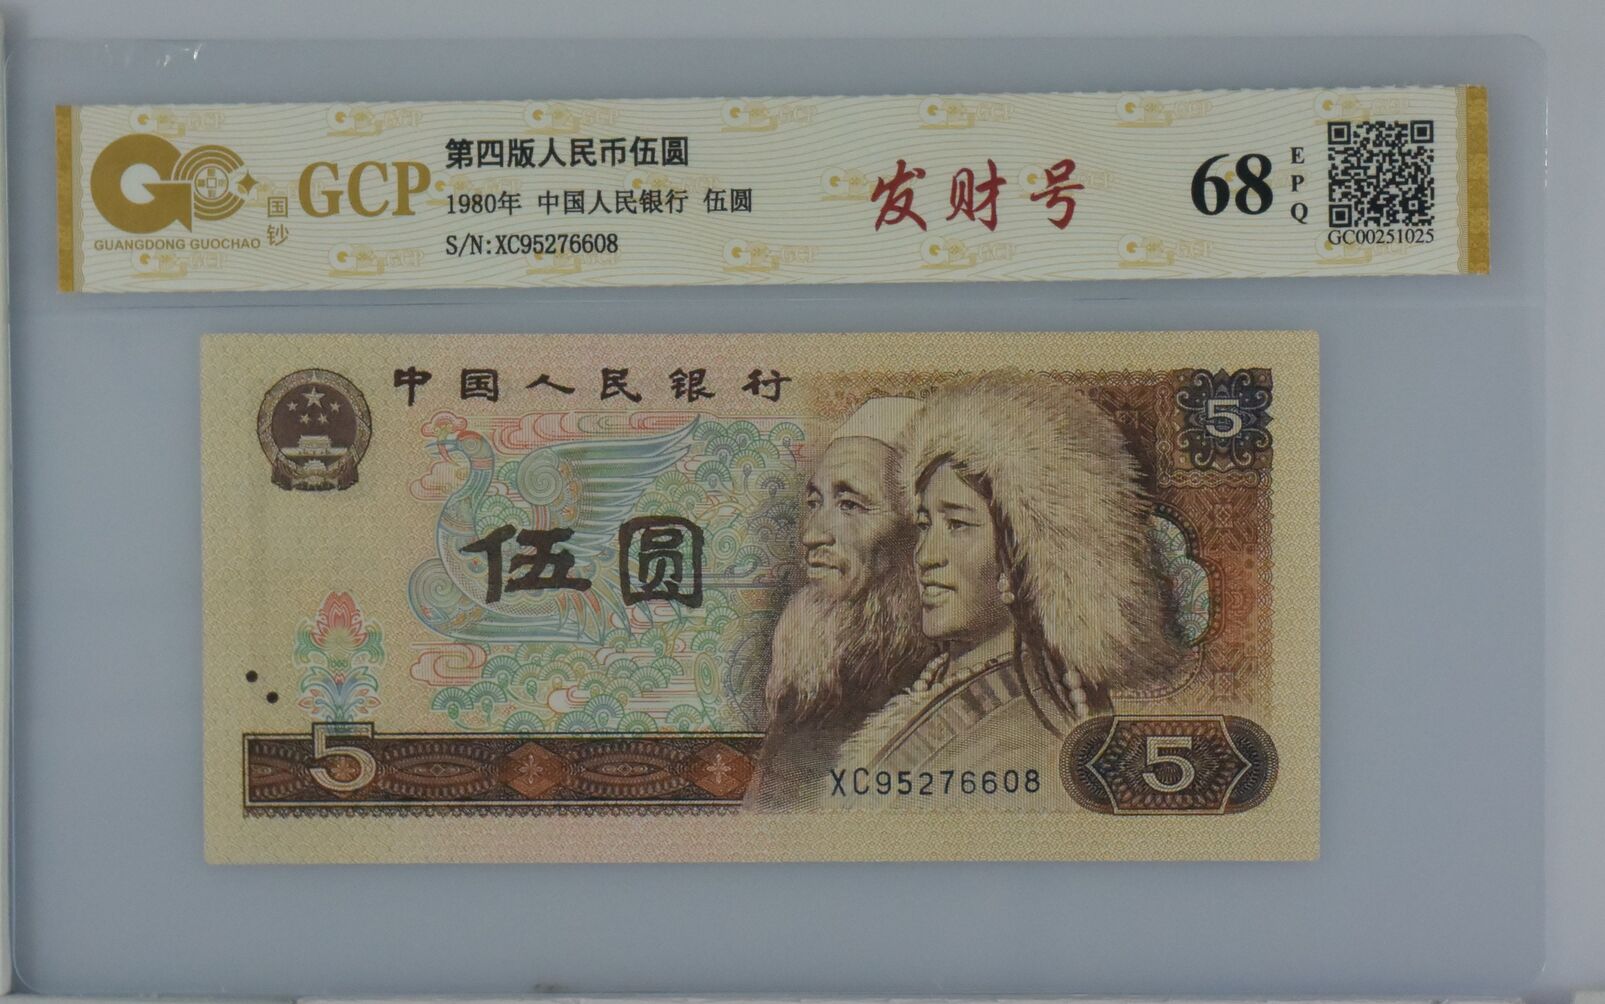 GUANGDONG GUOCHAO
国钞
GCP
第四版人民币伍圆
1980年 中国人民银行 伍圆
S/N:XC95276608
发财号
68
EPQ
GC00251025
中国人民银行
5
伍圆
5
XC95276608
5